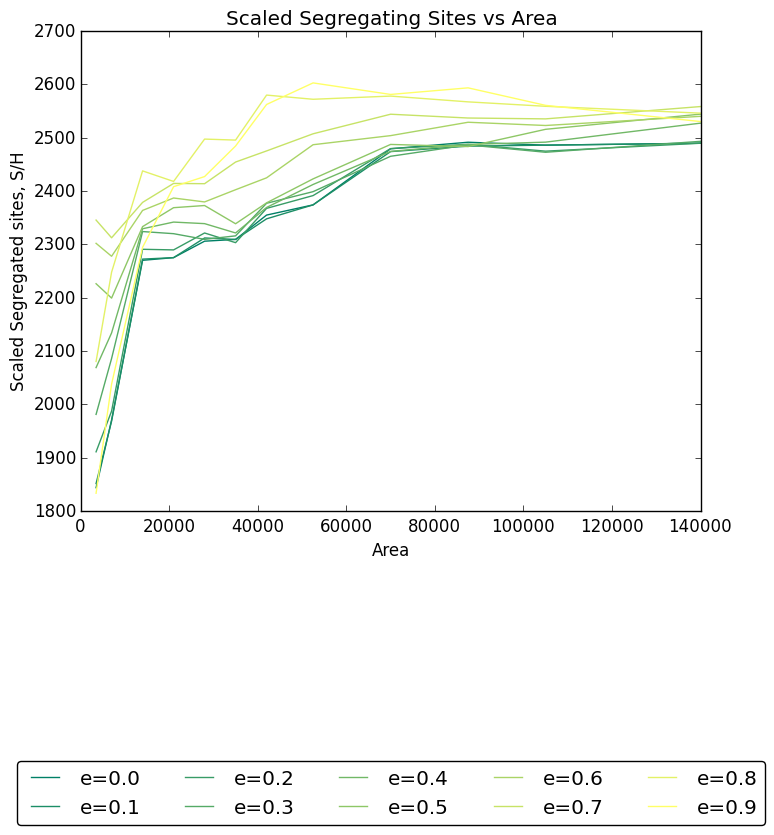 Scaled Segregating Sites vs Area
2700
2600
2500
2400
2300
2200
2100
2000
1900
1800
Scaled Segregated sites, S/H
0 20000 40000 60000 80000 100000 120000 140000
Area
e=0.0 e=0.2 e=0.4 e=0.6 e=0.8
e=0.1 e=0.3 e=0.5 e=0.7 e=0.9